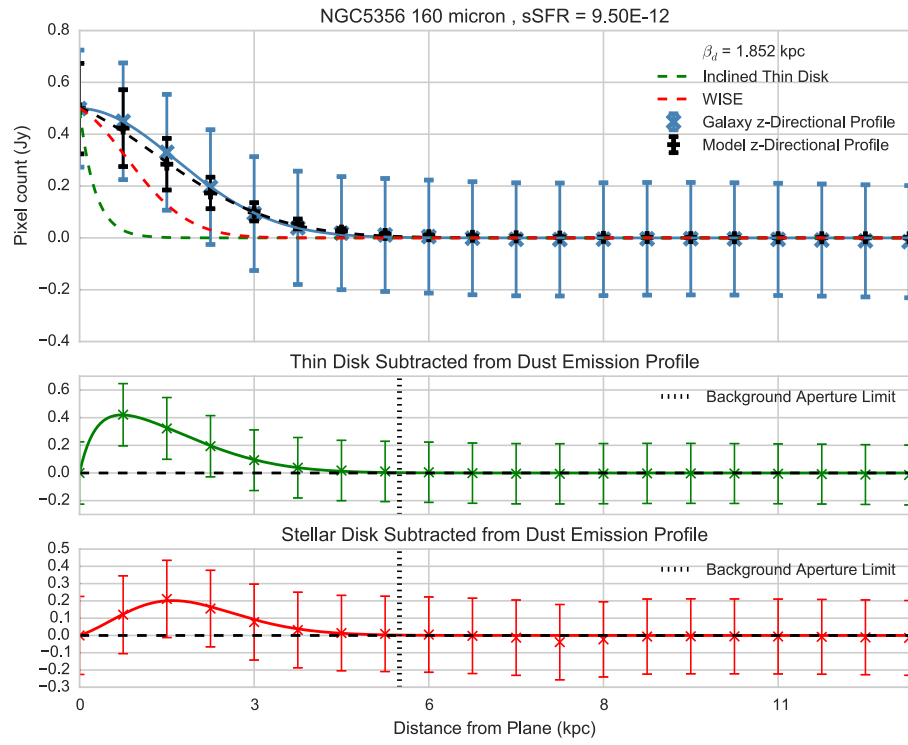 NGC5356 160 micron , sSFR = 9.50E-12
0.8
0.6
0.4
0.2
0.0
−0.2
−0.4
Pixel count (Jy)
β_d = 1.852 kpc
Inclined Thin Disk
WISE
Galaxy z-Directional Profile
Model z-Directional Profile
Thin Disk Subtracted from Dust Emission Profile
0.6
0.4
0.2
0.0
−0.2
Background Aperture Limit
Stellar Disk Subtracted from Dust Emission Profile
0.5
0.4
0.3
0.2
0.1
0.0
−0.1
−0.2
−0.3
Background Aperture Limit
0 3 6 8 11
Distance from Plane (kpc)